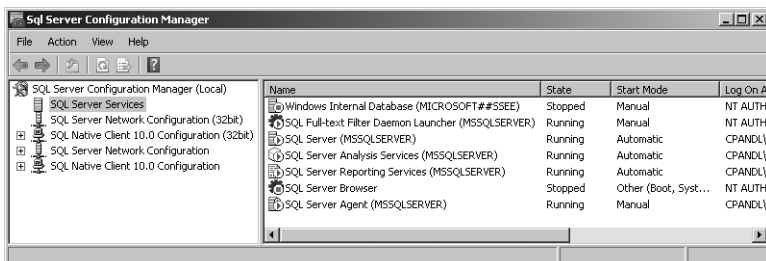 Sql Server Configuration Manager
File Action View Help
SQL Server Configuration Manager (Local)
SQL Server Services
SQL Server Network Configuration (32bit)
SQL Native Client 10.0 Configuration (32bit)
SQL Server Network Configuration
SQL Native Client 10.0 Configuration
Name State Start Mode Log On A
Windows Internal Database (MICROSOFT##SSEE) Stopped Manual NT AUTH
SQL Full-text Filter Daemon Launcher (MSSQLSERVER) Running Manual NT AUTH
SQL Server (MSSQLSERVER) Running Automatic CPANDL\
SQL Server Analysis Services (MSSQLSERVER) Running Automatic CPANDL\
SQL Server Reporting Services (MSSQLSERVER) Running Automatic CPANDL\
SQL Server Browser Stopped Other (Boot, Syst... NT AUTH
SQL Server Agent (MSSQLSERVER) Running Manual CPANDL\